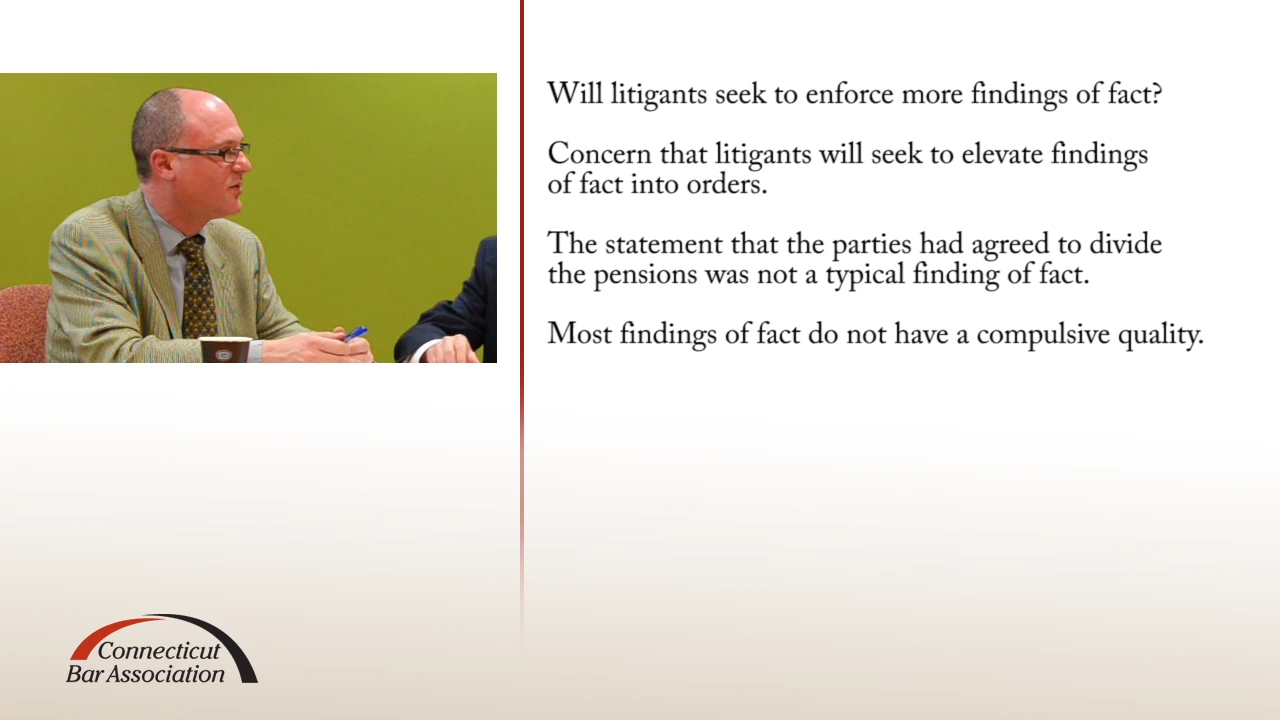 Will litigants seek to enforce more findings of fact?
Concern that litigants will seek to elevate findings
of fact into orders.
The statement that the parties had agreed to divide
the pensions was not a typical finding of fact.
Most findings of fact do not have a compulsive quality.
Connecticut
Bar Association